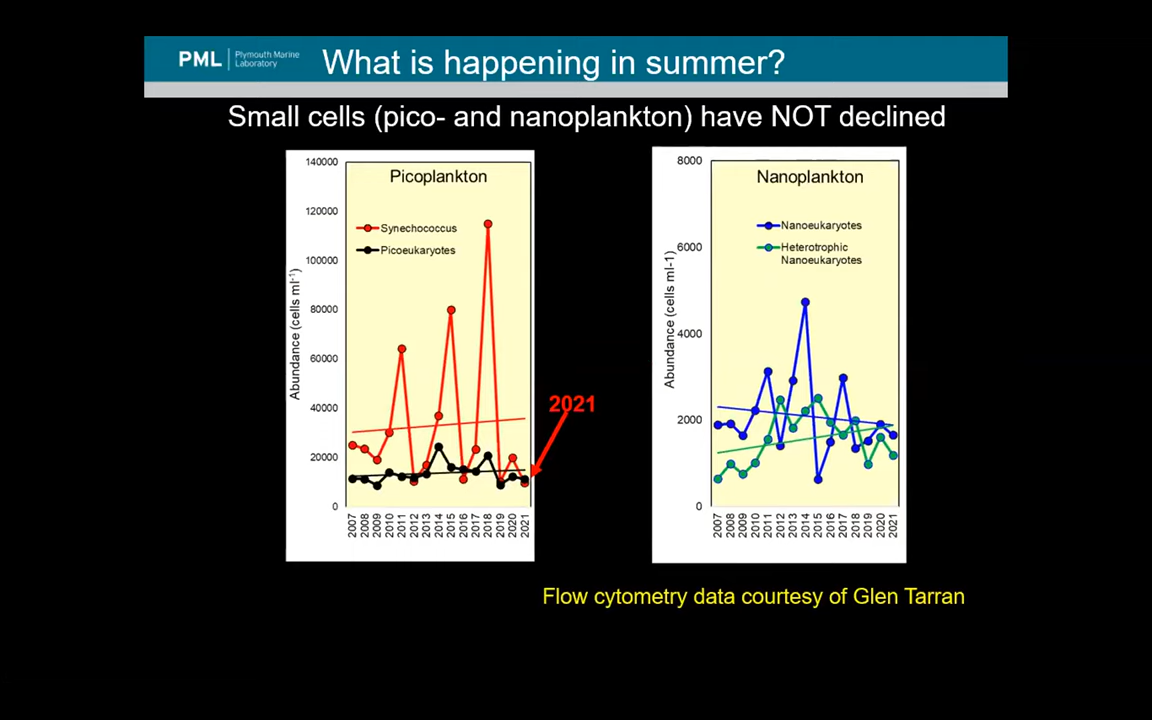 PML
Plymouth Marine
Laboratory
What is happening in summer?
Small cells (pico- and nanoplankton) have NOT declined
Picoplankton
Synechococcus
Picoeukaryotes
Abundance (cells ml-1)
140000
120000
100000
80000
60000
40000
20000
0
2007
2008
2009
2010
2011
2012
2013
2014
2015
2016
2017
2018
2019
2020
2021
2021
Nanoplankton
Nanoeukaryotes
Heterotrophic
Nanoeukaryotes
Abundance (cells ml-1)
8000
6000
4000
2000
0
2007
2008
2009
2010
2011
2012
2013
2014
2015
2016
2017
2018
2019
2020
2021
Flow cytometry data courtesy of Glen Tarran